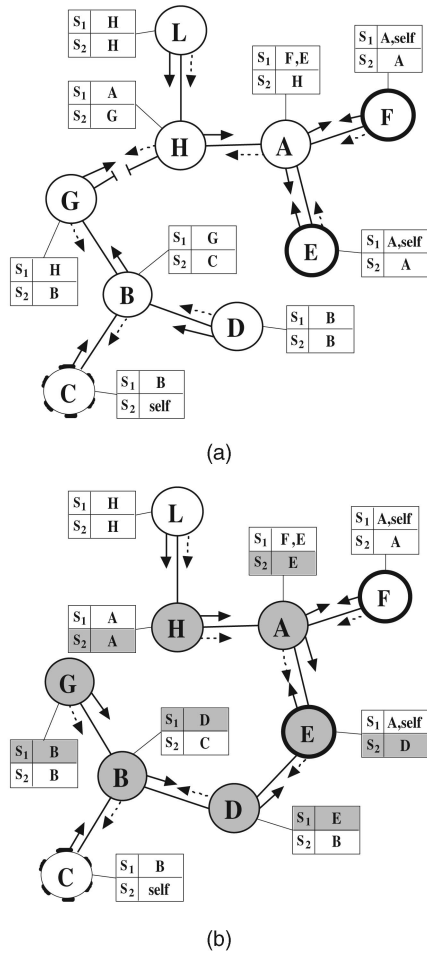 S1 H
S2 H
L
S1 A,self
S2 A
S1 F,E
S2 H
F
S1 A
S2 G
H
A
G
E
S1 G
S2 C
S1 A,self
S2 A
S1 H
S2 B
B
D
S1 B
S2 B
C
S1 B
S2 self
(a)
S1 H
S2 H
L
S1 F,E
S2 E
S1 A,self
S2 A
F
S1 A
S2 A
H
A
G
S1 D
S2 C
E
S1 A,self
S2 D
S1 B
S2 B
B
D
S1 E
S2 B
C
S1 B
S2 self
(b)